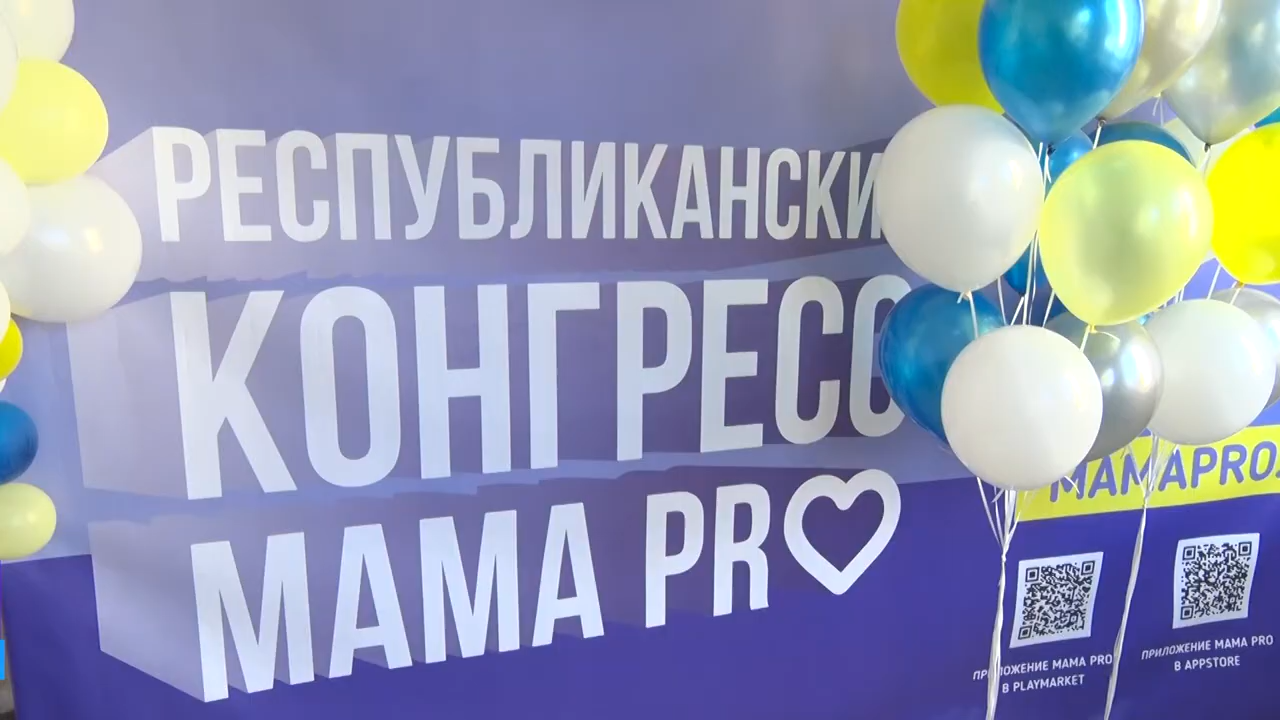 РЕСПУБЛИКАНСКИ
КОНГРЕСС
МАМА PR
MAMAPRO.
ПРИЛОЖЕНИЕ МАМА PRO
В PLAYMARKET
ПРИЛОЖЕНИЕ МАМА PRO
В APPSTORE